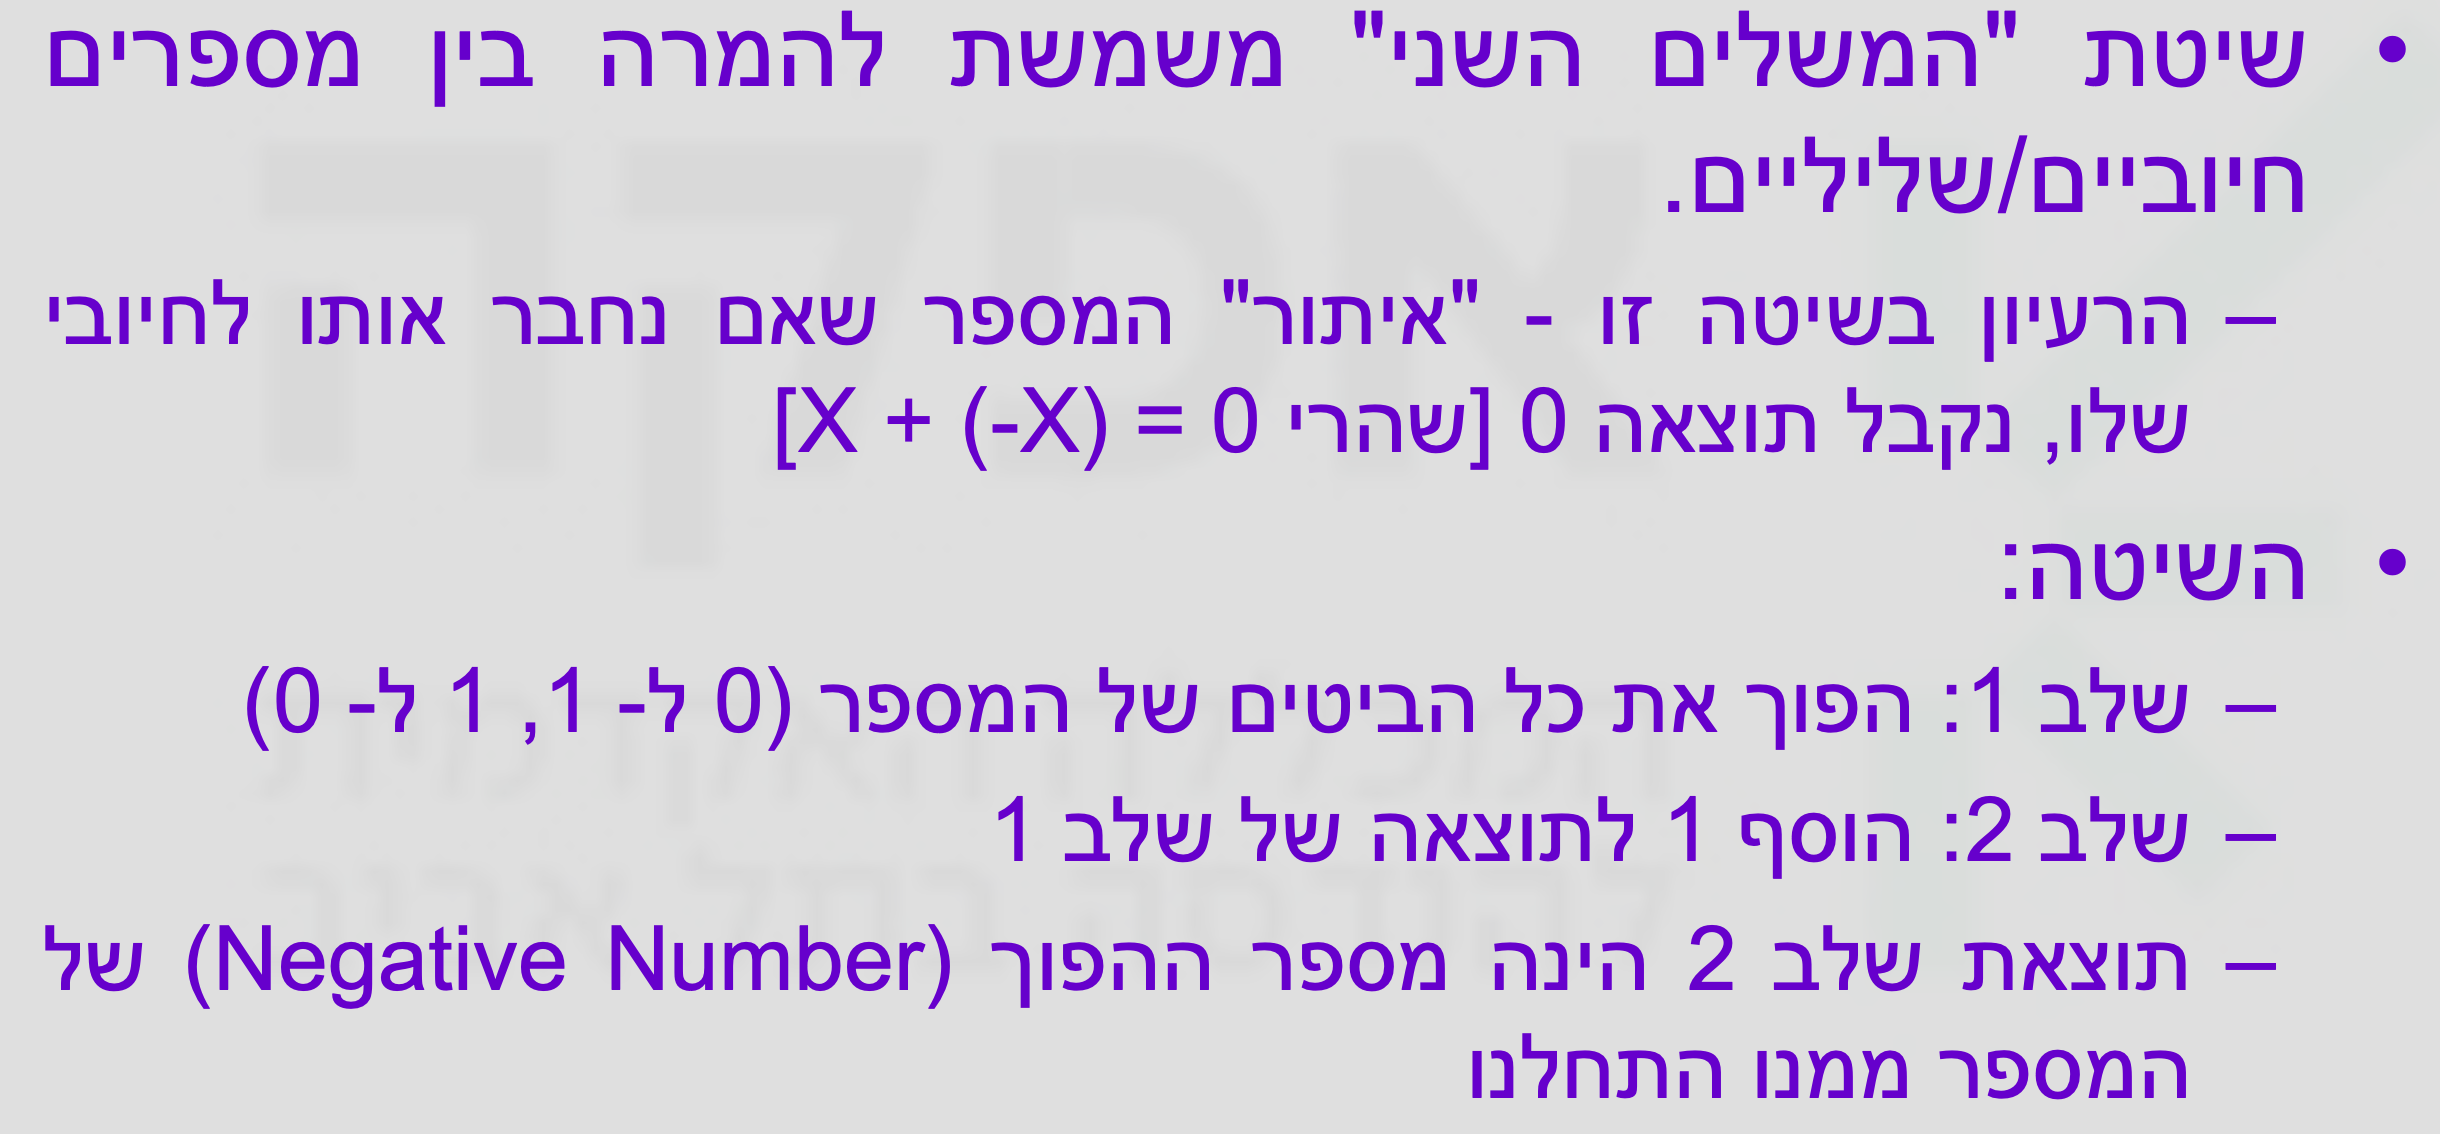 • שיטת "המשלים השני" משמשת להמרה בין מספרים
חיוביים/שליליים.
– הרעיון בשיטה זו - "איתור" המספר שאם נחבר אותו לחיובי
שלו, נקבל תוצאה 0 [שהרי X + (-X) = 0]
• השיטה:
– שלב 1: הפוך את כל הביטים של המספר (0 ל- 1, 1 ל- 0)
– שלב 2: הוסף 1 לתוצאה של שלב 1
– תוצאת שלב 2 הינה מספר ההפוך (Negative Number) של
המספר ממנו התחלנו
אסקה